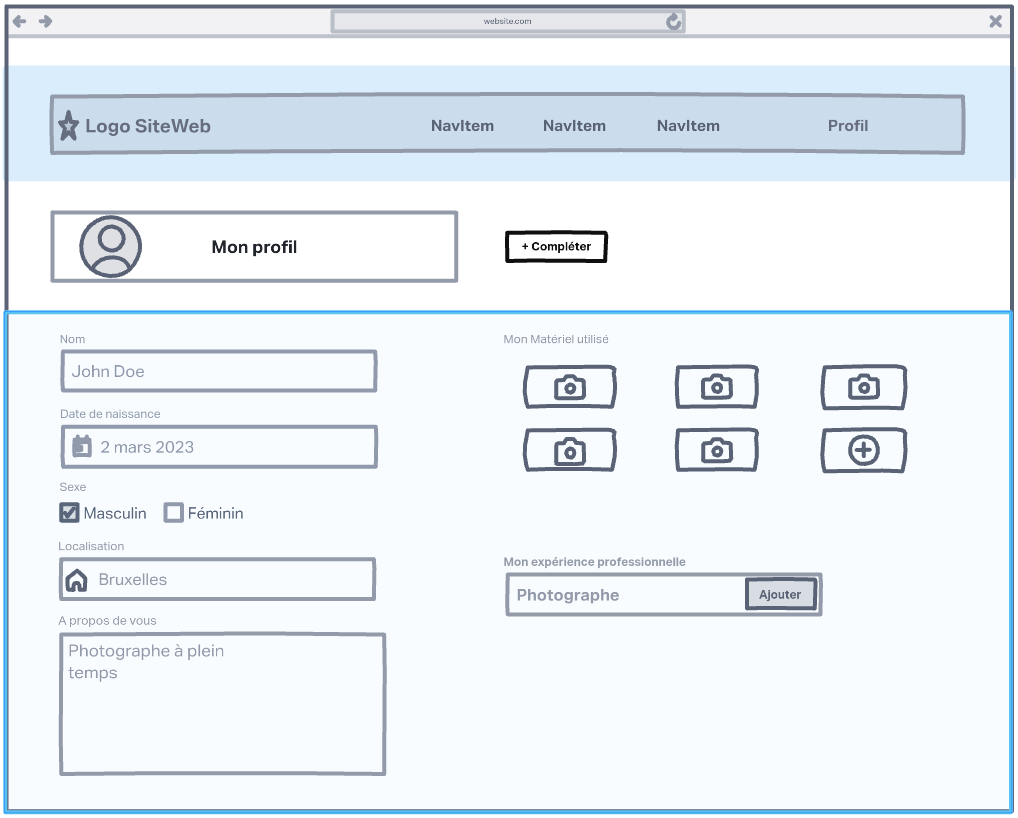 website.com
Logo SiteWeb
NavItem
NavItem
NavItem
Profil
Mon profil
+ Compléter
Nom
John Doe
Date de naissance
2 mars 2023
Sexe
Masculin
Féminin
Localisation
Bruxelles
A propos de vous
Photographe à plein
temps
Mon Matériel utilisé
Mon expérience professionnelle
Photographe
Ajouter